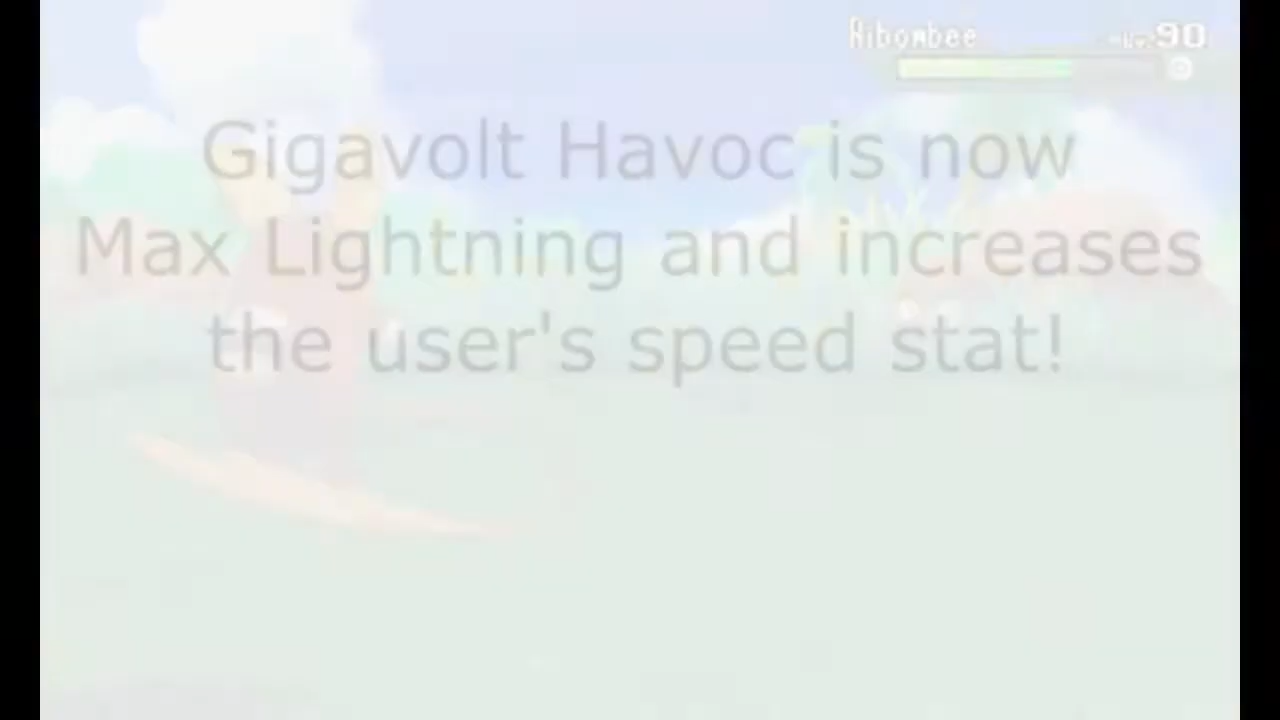 Ribombee Lv.90
Gigavolt Havoc is now
Max Lightning and increases
the user's speed stat!